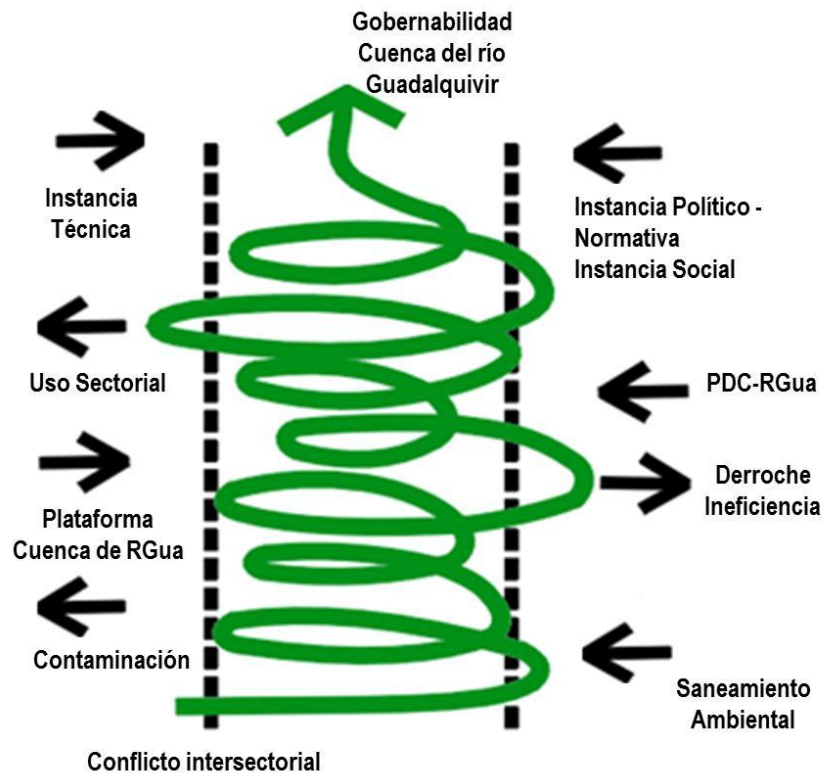 Gobernabilidad
Cuenca del río
Guadalquivir
Instancia
Técnica
Instancia Político -
Normativa
Instancia Social
Uso Sectorial
PDC-RGua
Plataforma
Cuenca de RGua
Derroche
Ineficiencia
Contaminación
Saneamiento
Ambiental
Conflicto intersectorial